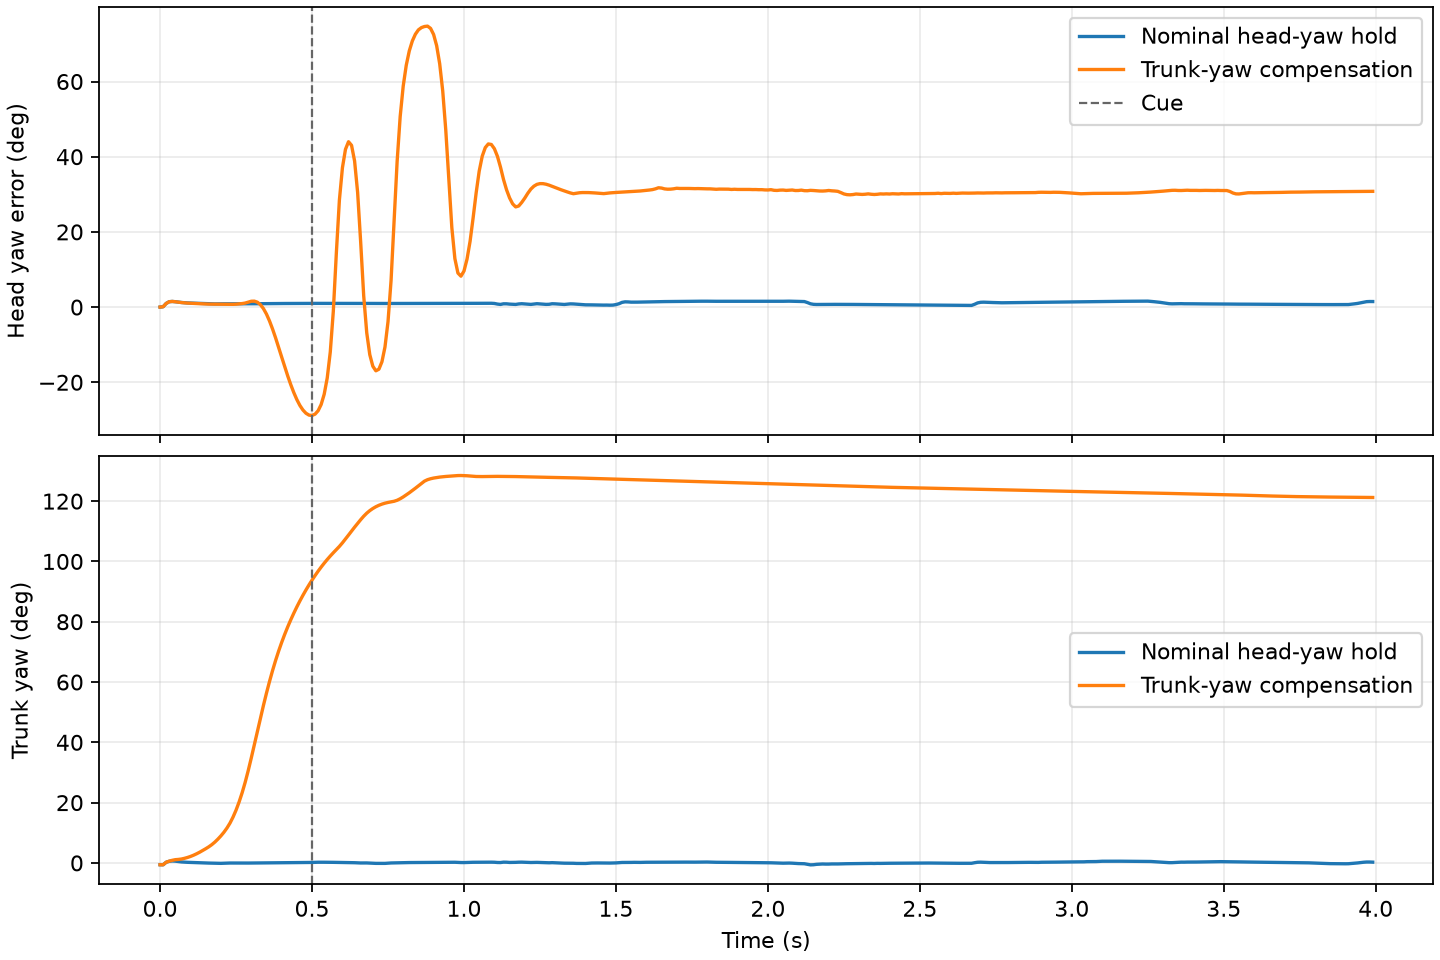 Head yaw error (deg)
60
40
20
0
−20
Nominal head-yaw hold
Trunk-yaw compensation
Cue
Trunk yaw (deg)
120
100
80
60
40
20
0
Nominal head-yaw hold
Trunk-yaw compensation
0.0 0.5 1.0 1.5 2.0 2.5 3.0 3.5 4.0
Time (s)